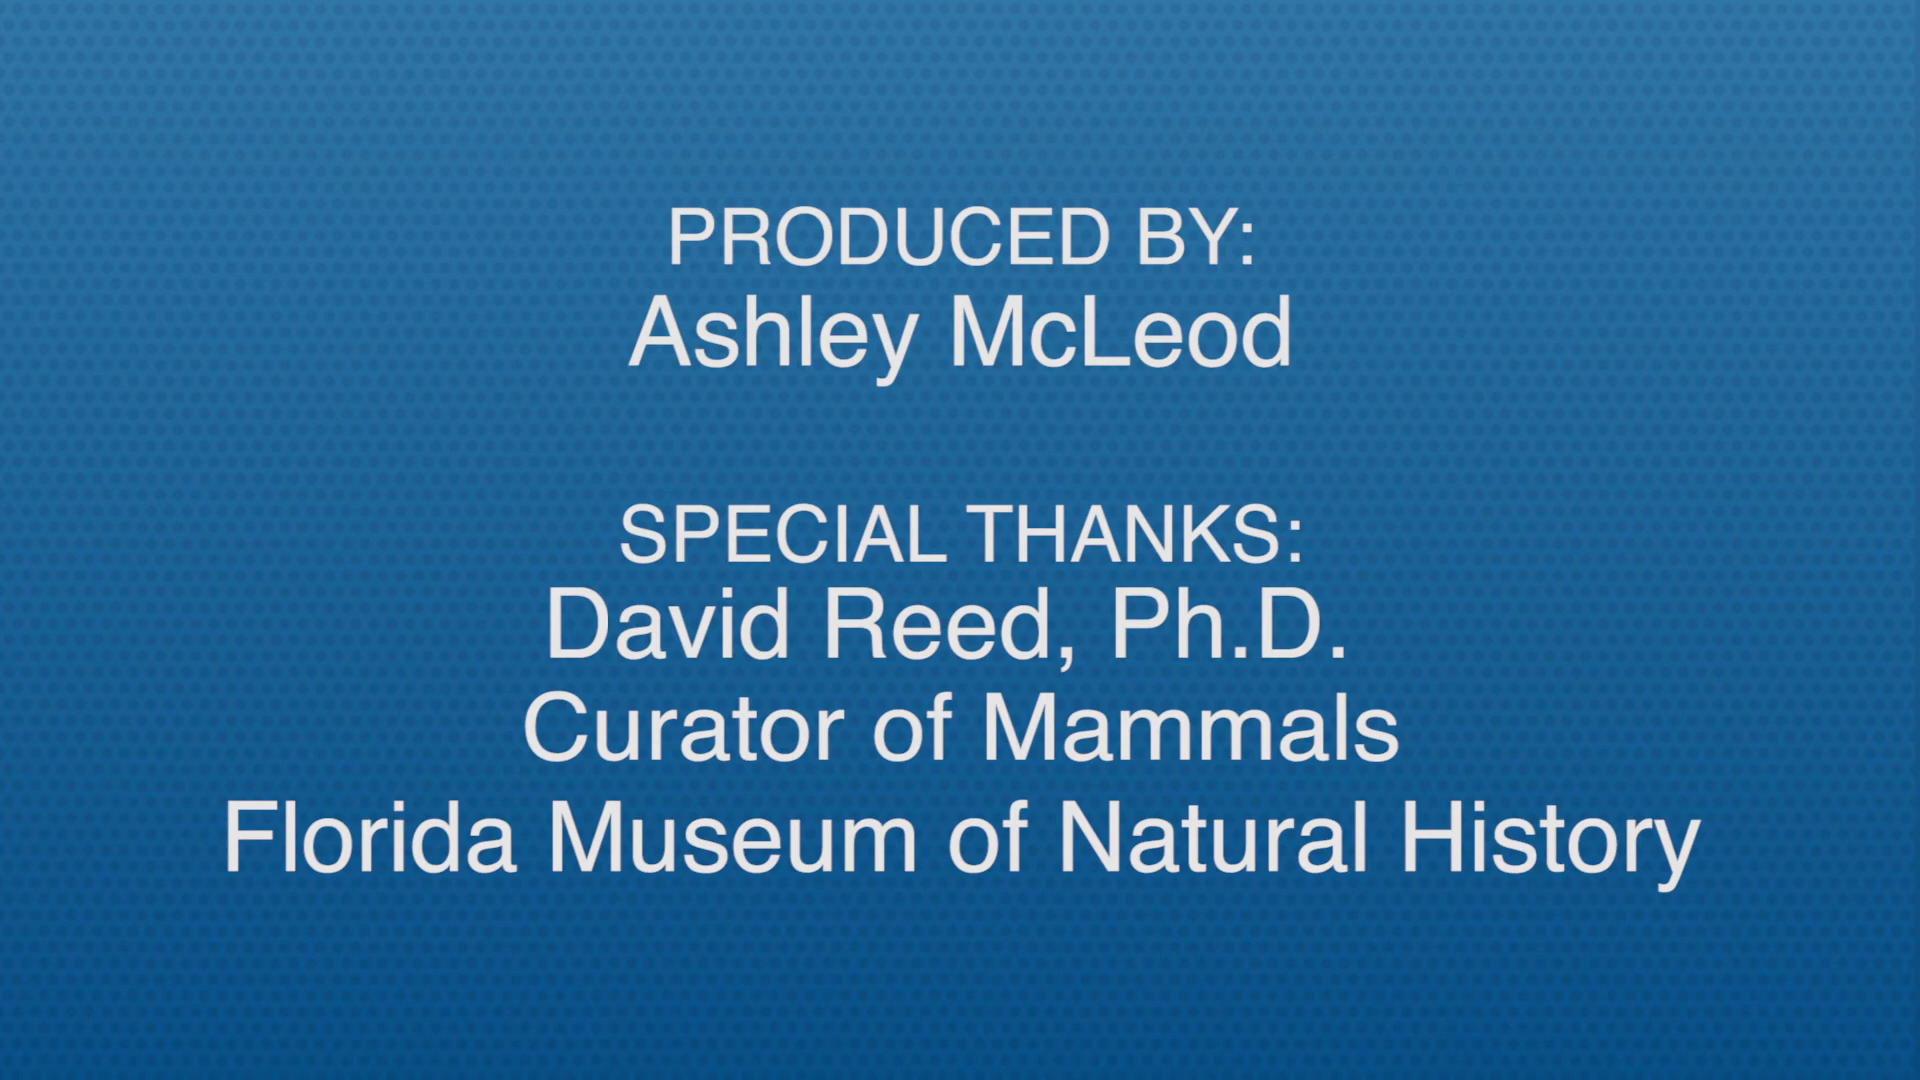 PRODUCED BY:
Ashley McLeod
SPECIAL THANKS:
David Reed, Ph.D.
Curator of Mammals
Florida Museum of Natural History